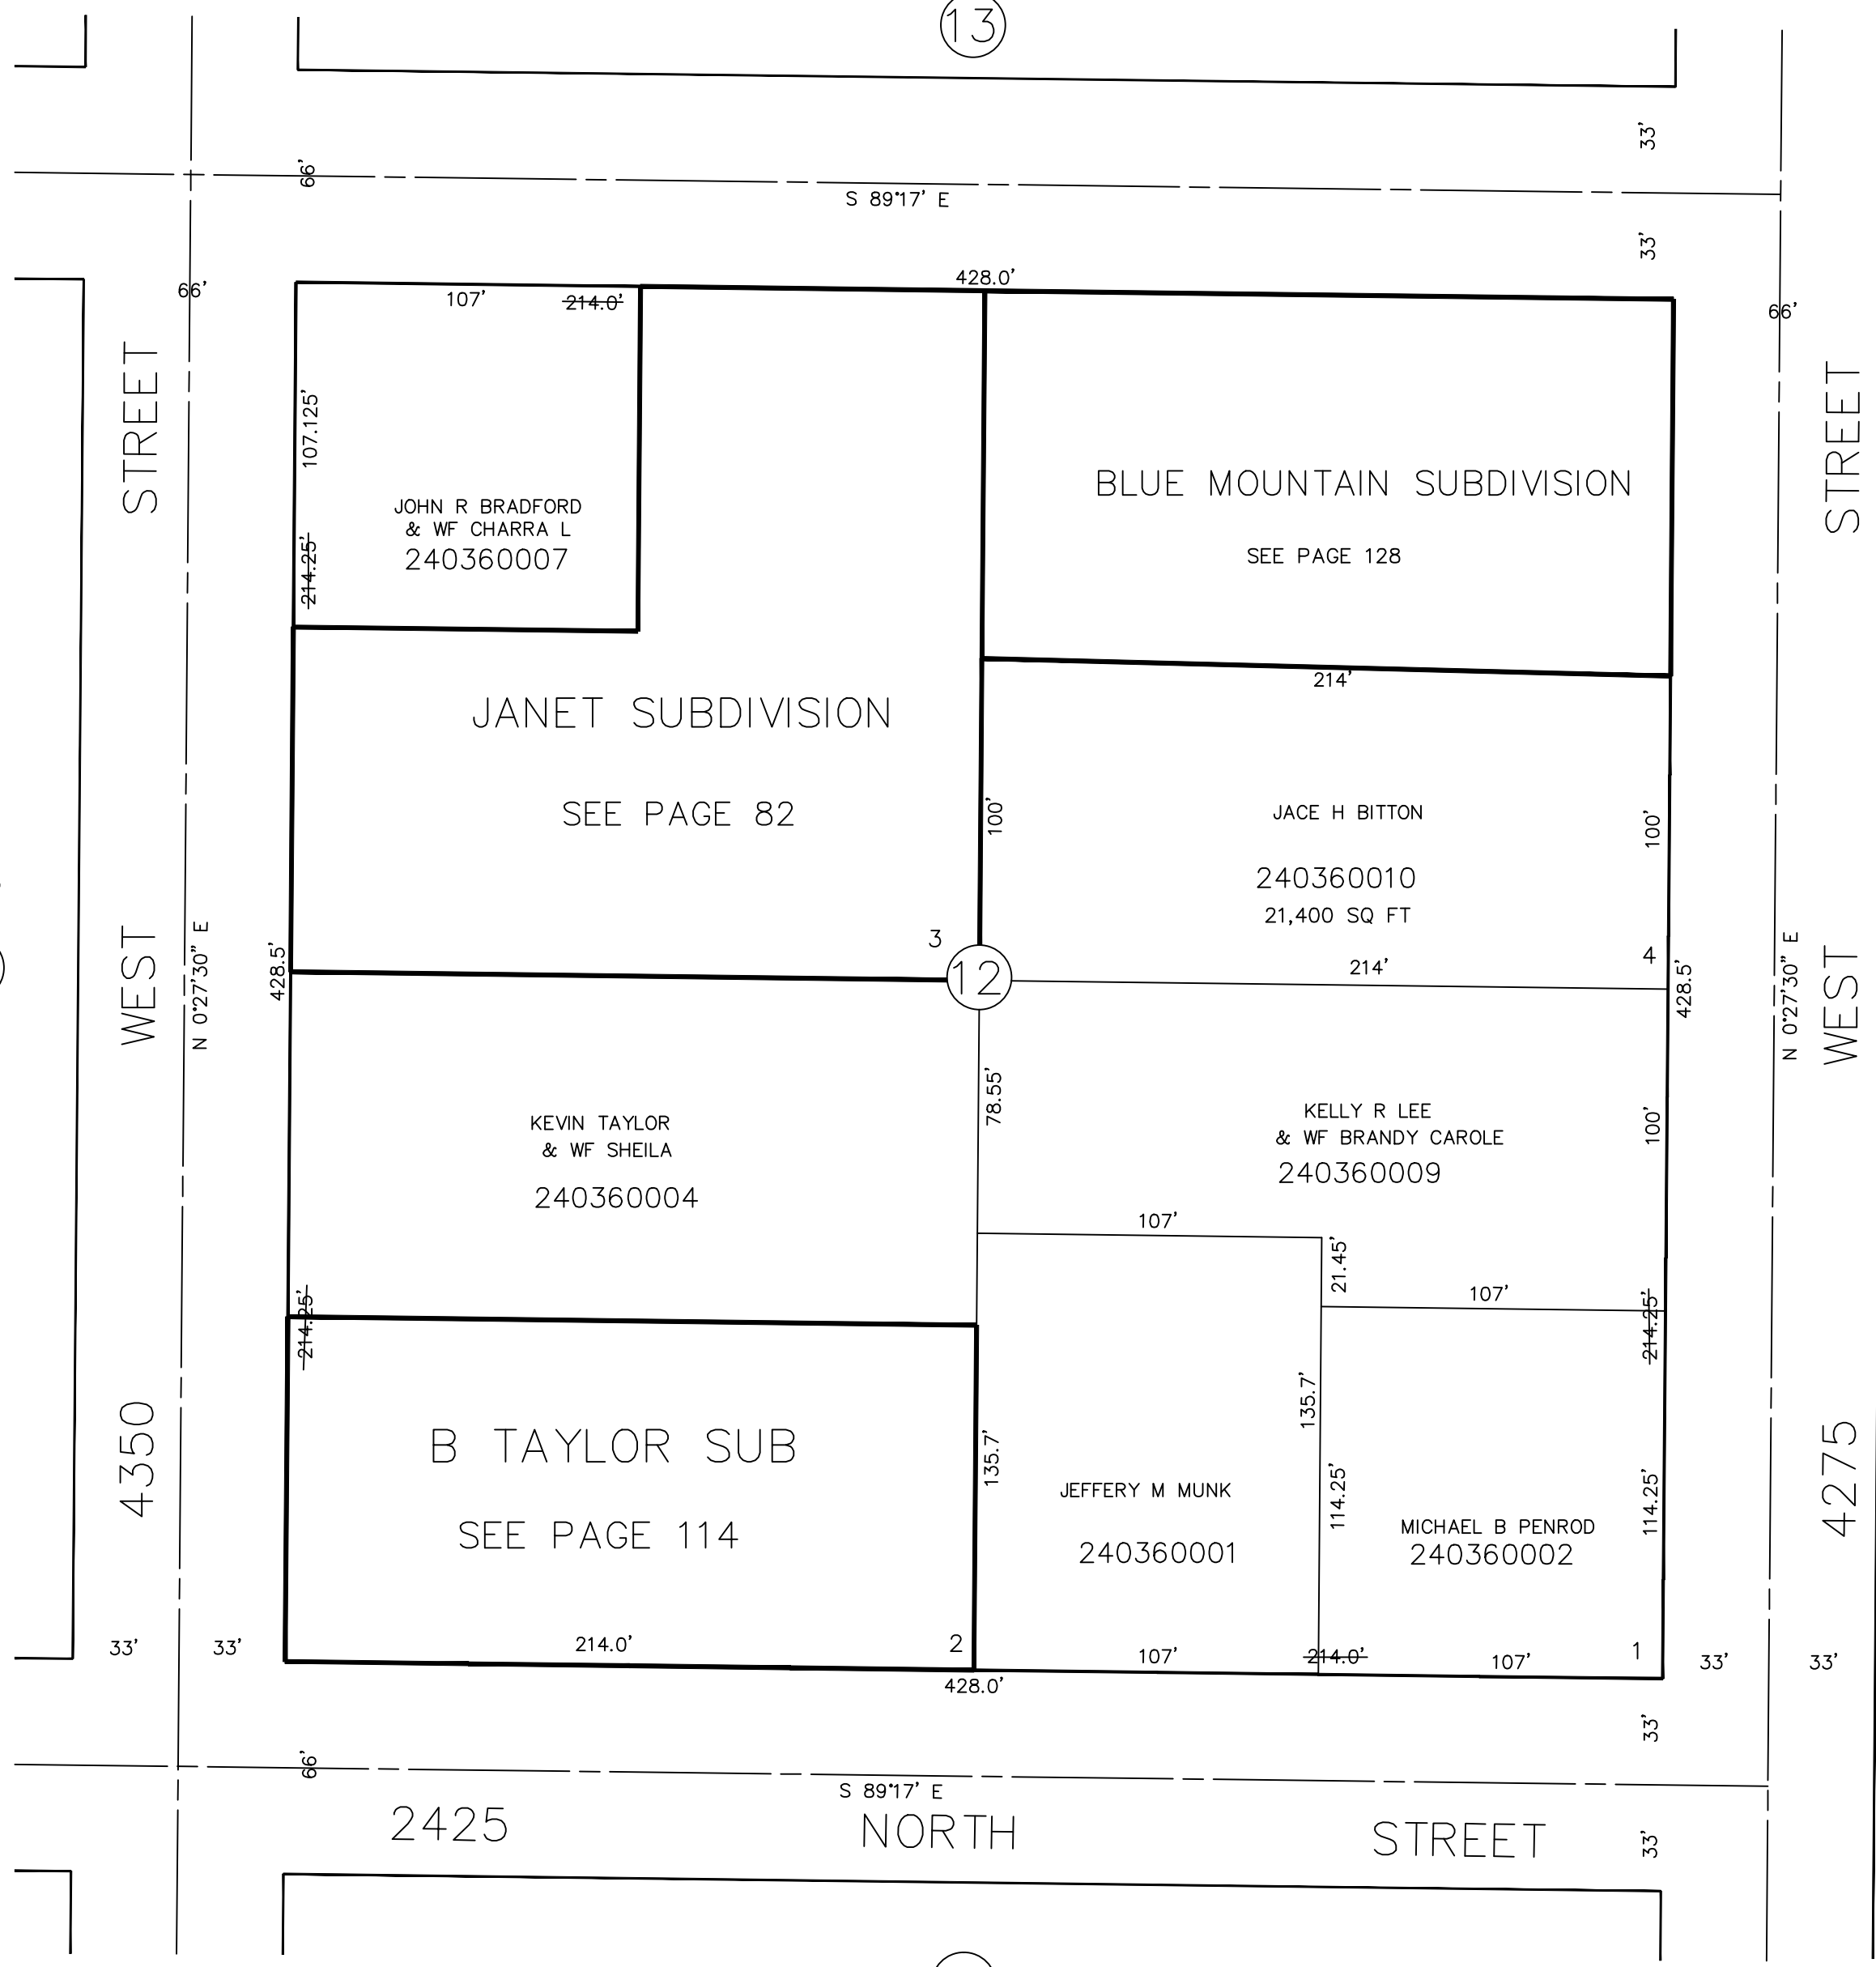 13
33'
66'
S 89°17' E
33'
428.0'
66'
107'
214.0'
66'
STREET
107.125'
STREET
BLUE MOUNTAIN SUBDIVISION
JOHN R BRADFORD
& WF CHARRA L
240360007
214.25'
SEE PAGE 128
214'
JANET SUBDIVISION
SEE PAGE 82
100'
JACE H BITTON
100'
240360010
21,400 SQ FT
3
4
214'
12
WEST
N 0°27'30" E
428.5'
428.5'
N 0°27'30" E
WEST
78.55'
KEVIN TAYLOR
& WF SHEILA
240360004
KELLY R LEE
& WF BRANDY CAROLE
240360009
100'
107'
21.45'
107'
214.25'
214.25'
4350
B TAYLOR SUB
SEE PAGE 114
135.7'
135.7'
JEFFERY M MUNK
240360001
114.25'
MICHAEL B PENROD
240360002
114.25'
4275
33'
33'
214.0'
2
107'
214.0'
107'
1
33'
33'
428.0'
33'
66'
S 89°17' E
2425 NORTH STREET
33'